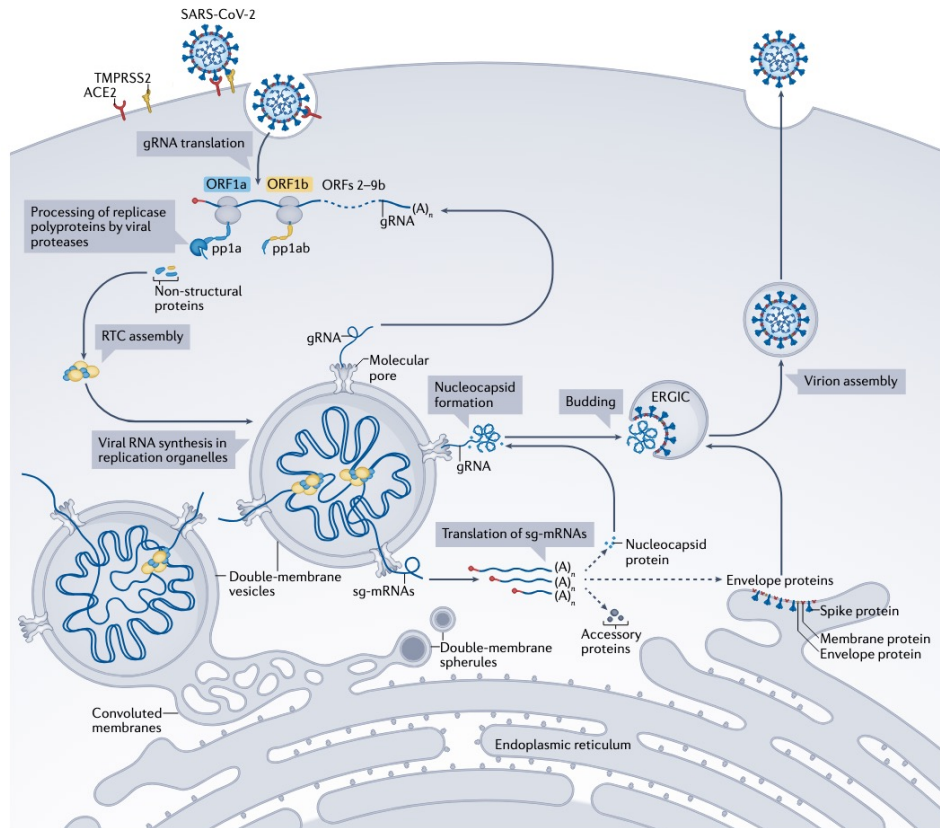 SARS-CoV-2
TMPRSS2
ACE2
gRNA translation
ORF1a
ORF1b
ORFs 2–9b
(A)n
gRNA
Processing of replicase
polyproteins by viral
proteases
pp1a
pp1ab
Non-structural
proteins
RTC assembly
gRNA
Molecular
pore
Nucleocapsid
formation
Budding
ERGIC
Virion assembly
Viral RNA synthesis in
replication organelles
gRNA
Translation of sg-mRNAs
Nucleocapsid
protein
Double-membrane
vesicles
sg-mRNAs
(A)n
(A)n
(A)n
Envelope proteins
Spike protein
Accessory
proteins
Membrane protein
Envelope protein
Double-membrane
spherules
Convoluted
membranes
Endoplasmic reticulum